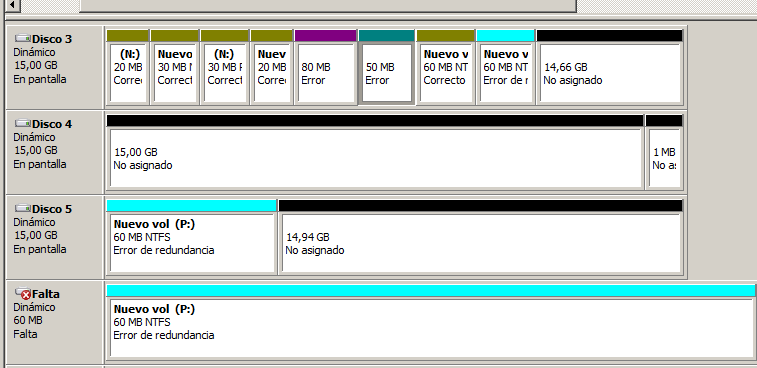 Disco 3
Dinámico
15,00 GB
En pantalla
(N:)
20 MB
Correc
Nuevo
30 MB
Correct
(N:)
30 MB
Correct
Nuev
20 MB
Correc
80 MB
Error
50 MB
Error
Nuevo v
60 MB NT
Correcto
Nuevo v
60 MB NT
Error de r
14,66 GB
No asignado
Disco 4
Dinámico
15,00 GB
En pantalla
15,00 GB
No asignado
1 MB
No as
Disco 5
Dinámico
15,00 GB
En pantalla
Nuevo vol (P:)
60 MB NTFS
Error de redundancia
14,94 GB
No asignado
Falta
Dinámico
60 MB
Falta
Nuevo vol (P:)
60 MB NTFS
Error de redundancia